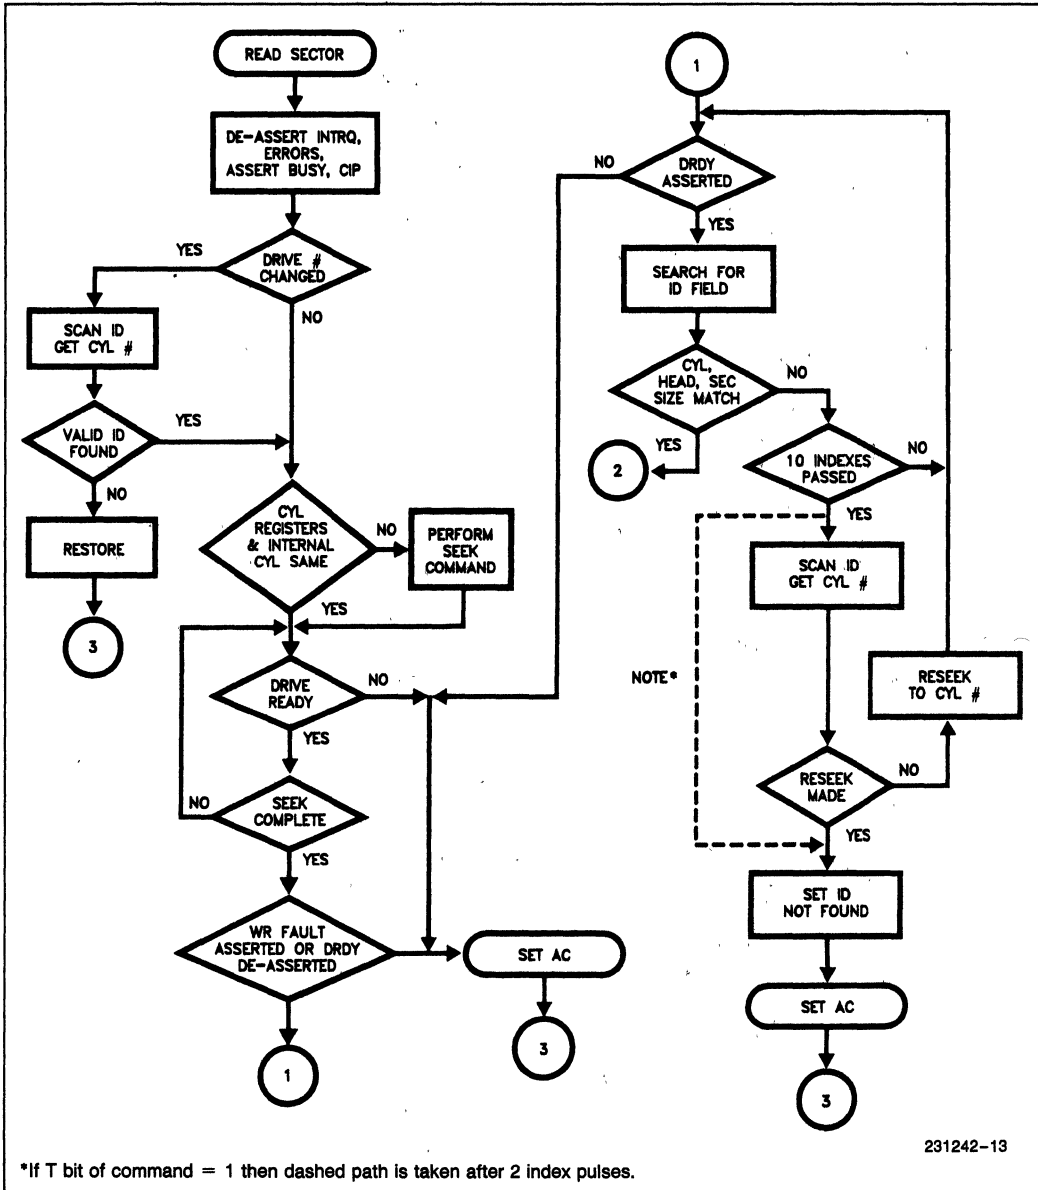 READ SECTOR
DE-ASSERT INTRQ,
ERRORS,
ASSERT BUSY, CIP
DRIVE #
CHANGED
YES
NO
SCAN ID
GET CYL #
VALID ID
FOUND
YES
NO
RESTORE
3
CYL
REGISTERS
& INTERNAL
CYL SAME
NO
YES
PERFORM
SEEK
COMMAND
DRIVE
READY
NO
YES
SEEK
COMPLETE
NO
YES
WR FAULT
ASSERTED OR DRDY
DE-ASSERTED
SET AC
3
1
1
DRDY
ASSERTED
NO
YES
SEARCH FOR
ID FIELD
CYL,
HEAD, SEC
SIZE MATCH
NO
YES
2
10 INDEXES
PASSED
NO
YES
SCAN ID
GET CYL #
NOTE*
RESEEK
TO CYL #
RESEEK
MADE
NO
YES
SET ID
NOT FOUND
SET AC
3
231242-13
*If T bit of command = 1 then dashed path is taken after 2 index pulses.